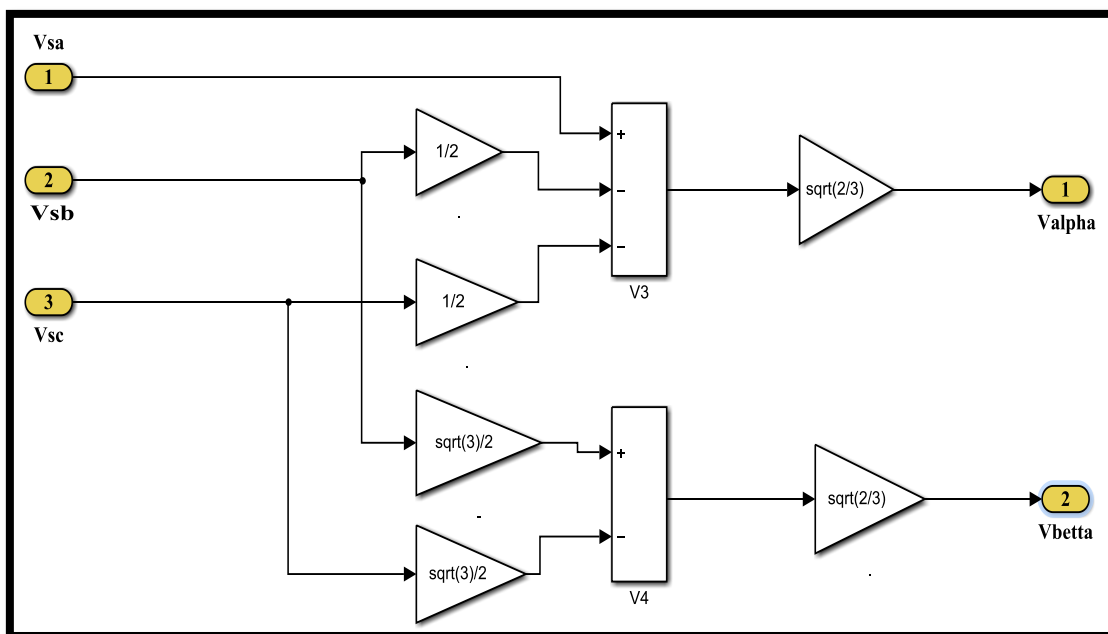 Vsa
1
1/2
+
2
−
sqrt(2/3)
1
Vsb
Valpha
−
3
1/2
V3
Vsc
sqrt(3)/2
+
sqrt(2/3)
2
−
Vbetta
sqrt(3)/2
V4